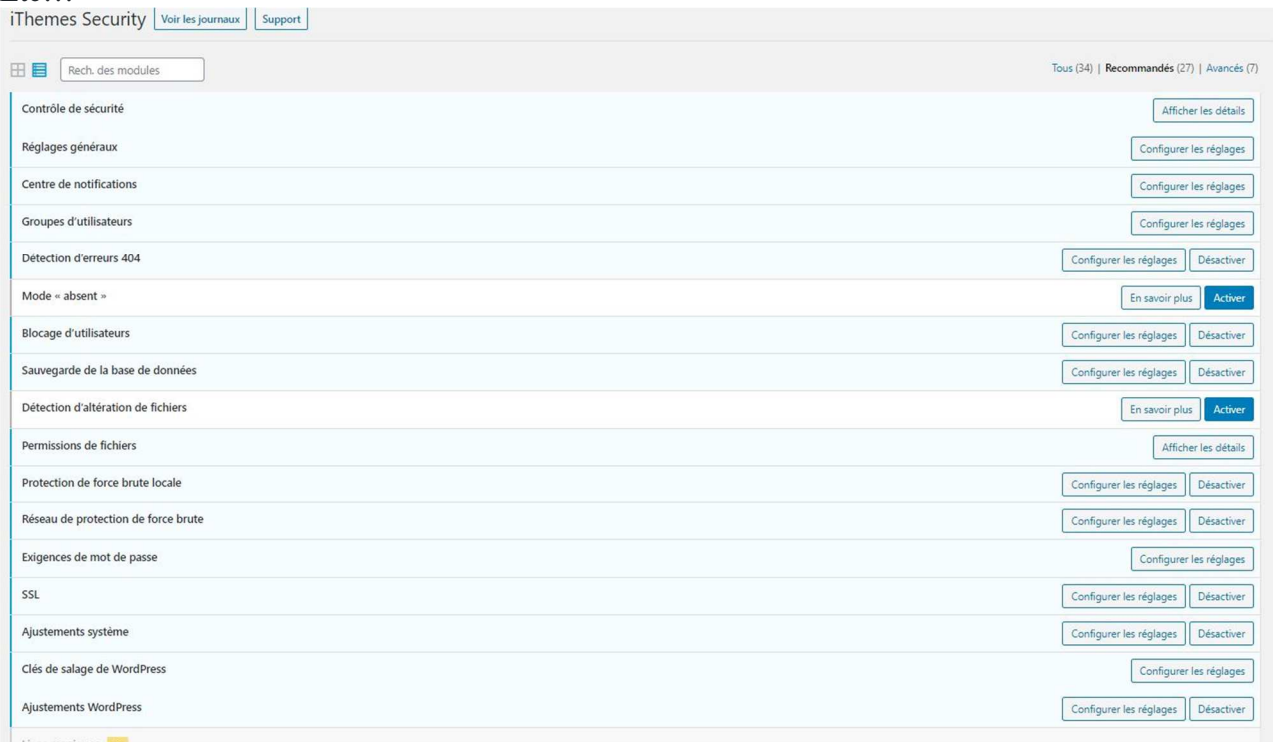 iThemes Security Voir les journaux Support
Rech. des modules Tous (34) | Recommandés (27) | Avancés (7)
Contrôle de sécurité Afficher les détails
Réglages généraux Configurer les réglages
Centre de notifications Configurer les réglages
Groupes d'utilisateurs Configurer les réglages
Détection d'erreurs 404 Configurer les réglages Désactiver
Mode « absent » En savoir plus Activer
Blocage d'utilisateurs Configurer les réglages Désactiver
Sauvegarde de la base de données Configurer les réglages Désactiver
Détection d'altération de fichiers En savoir plus Activer
Permissions de fichiers Afficher les détails
Protection de force brute locale Configurer les réglages Désactiver
Réseau de protection de force brute Configurer les réglages Désactiver
Exigences de mot de passe Configurer les réglages
SSL Configurer les réglages Désactiver
Ajustements système Configurer les réglages Désactiver
Clés de salage de WordPress Configurer les réglages
Ajustements WordPress Configurer les réglages Désactiver